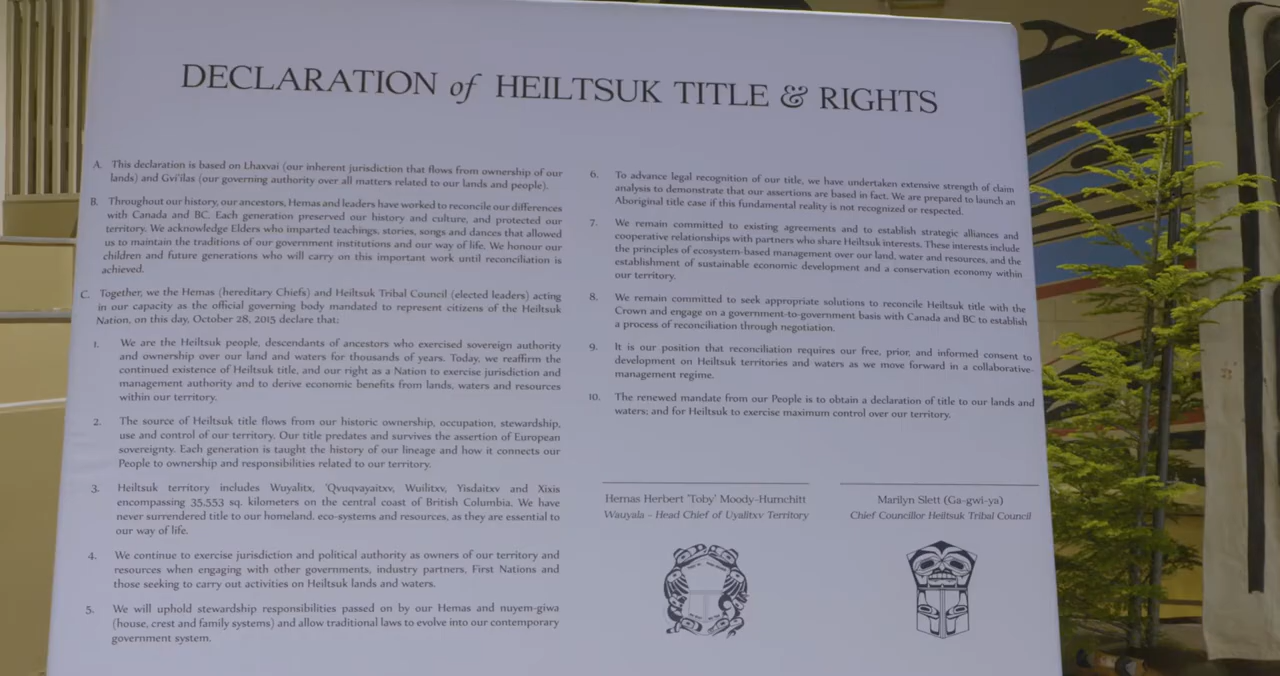 DECLARATION of HEILTSUK TITLE & RIGHTS
A. This declaration is based on Lhaxvai (our inherent jurisdiction that flows from ownership of our
lands) and Gvi'ilas (our governing authority over all matters related to our lands and people).
B. Throughout our history, our ancestors, Hemas and leaders have worked to reconcile our differences
with Canada and BC. Each generation preserved our history and culture, and protected our
territory. We acknowledge Elders who imparted teachings, stories, songs and dances that allowed
us to maintain the traditions of our government institutions and our way of life. We honour our
children and future generations who will carry on this important work until reconciliation is
achieved.
C. Together, we the Hemas (hereditary Chiefs) and Heiltsuk Tribal Council (elected leaders) acting
in our capacity as the official governing body mandated to represent citizens of the Heiltsuk
Nation, on this day, October 28, 2015 declare that:
1. We are the Heiltsuk people, descendants of ancestors who exercised sovereign authority
and ownership over our land and waters for thousands of years. Today, we reaffirm the
continued existence of Heiltsuk title, and our right as a Nation to exercise jurisdiction and
management authority and to derive economic benefits from lands, waters and resources
within our territory.
2. The source of Heiltsuk title flows from our historic ownership, occupation, stewardship,
use and control of our territory. Our title predates and survives the assertion of European
sovereignty. Each generation is taught the history of our lineage and how it connects our
People to ownership and responsibilities related to our territory.
3. Heiltsuk territory includes Wuyalitx, 'Qvuqvayaitxv, Wuilitxv, Yisdaitxv and Xixis
encompassing 35,553 sq. kilometers on the central coast of British Columbia. We have
never surrendered title to our homeland, eco-systems and resources, as they are essential to
our way of life.
4. We continue to exercise jurisdiction and political authority as owners of our territory and
resources when engaging with other governments, industry partners, First Nations and
those seeking to carry out activities on Heiltsuk lands and waters.
5. We will uphold stewardship responsibilities passed on by our Hemas and nuyem-giwa
(house, crest and family systems) and allow traditional laws to evolve into our contemporary
government system.
6. To advance legal recognition of our title, we have undertaken extensive strength of claim
analysis to demonstrate that our assertions are based in fact. We are prepared to launch an
Aboriginal title case if this fundamental reality is not recognized or respected.
7. We remain committed to existing agreements and to establish strategic alliances and
cooperative relationships with partners who share Heiltsuk interests. These interests include
the principles of ecosystem-based management over our land, water and resources, and the
establishment of sustainable economic development and a conservation economy within
our territory.
8. We remain committed to seek appropriate solutions to reconcile Heiltsuk title with the
Crown and engage on a government-to-government basis with Canada and BC to establish
a process of reconciliation through negotiation.
9. It is our position that reconciliation requires our free, prior, and informed consent to
development on Heiltsuk territories and waters as we move forward in a collaborative-
management regime.
10. The renewed mandate from our People is to obtain a declaration of title to our lands and
waters; and for Heiltsuk to exercise maximum control over our territory.
Hemas Herbert 'Toby' Moody-Humchitt
Wauyala - Head Chief of Uyalitxv Territory
Marilyn Slett (Ga-gwi-ya)
Chief Councillor Heiltsuk Tribal Council